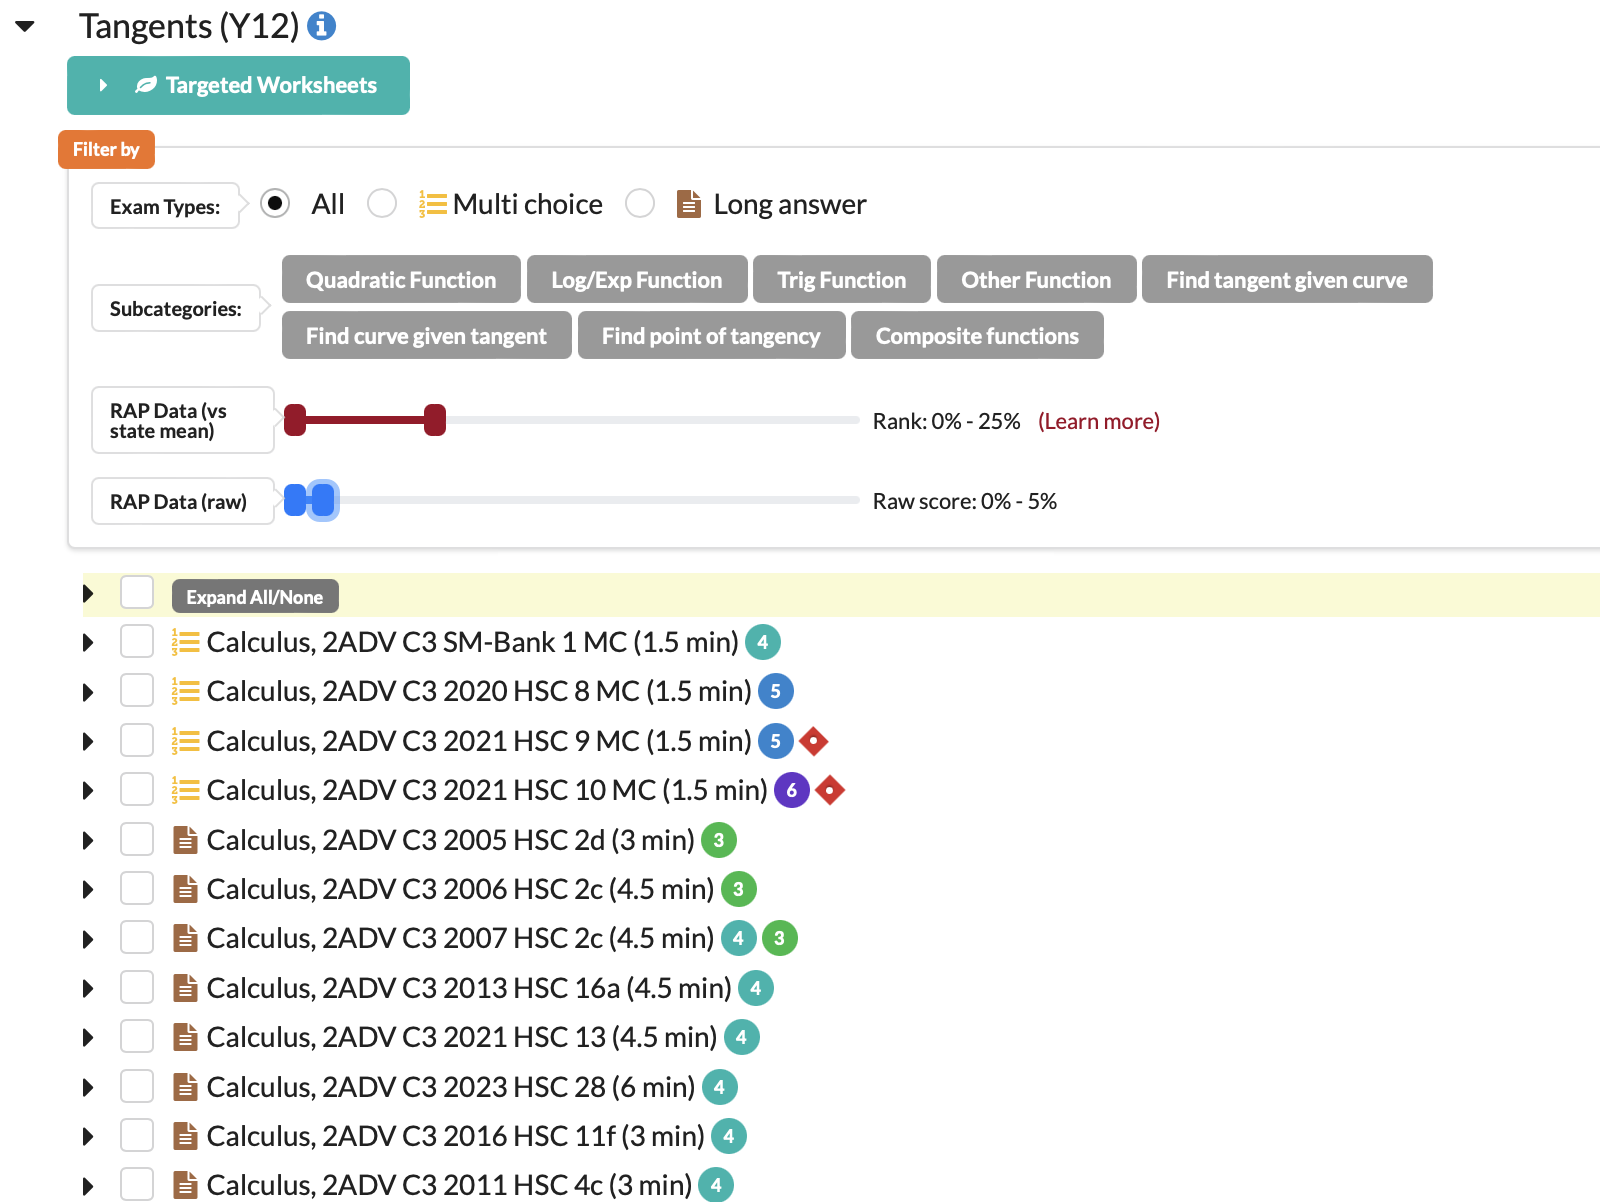 Tangents (Y12)
Targeted Worksheets
Filter by
Exam Types:
All
Multi choice
Long answer
Subcategories:
Quadratic Function
Log/Exp Function
Trig Function
Other Function
Find tangent given curve
Find curve given tangent
Find point of tangency
Composite functions
RAP Data (vs
state mean)
Rank: 0% - 25% (Learn more)
RAP Data (raw)
Raw score: 0% - 5%
Expand All/None
Calculus, 2ADV C3 SM-Bank 1 MC (1.5 min) 4
Calculus, 2ADV C3 2020 HSC 8 MC (1.5 min) 5
Calculus, 2ADV C3 2021 HSC 9 MC (1.5 min) 5
Calculus, 2ADV C3 2021 HSC 10 MC (1.5 min) 6
Calculus, 2ADV C3 2005 HSC 2d (3 min) 3
Calculus, 2ADV C3 2006 HSC 2c (4.5 min) 3
Calculus, 2ADV C3 2007 HSC 2c (4.5 min) 4 3
Calculus, 2ADV C3 2013 HSC 16a (4.5 min) 4
Calculus, 2ADV C3 2021 HSC 13 (4.5 min) 4
Calculus, 2ADV C3 2023 HSC 28 (6 min) 4
Calculus, 2ADV C3 2016 HSC 11f (3 min) 4
Calculus, 2ADV C3 2011 HSC 4c (3 min) 4